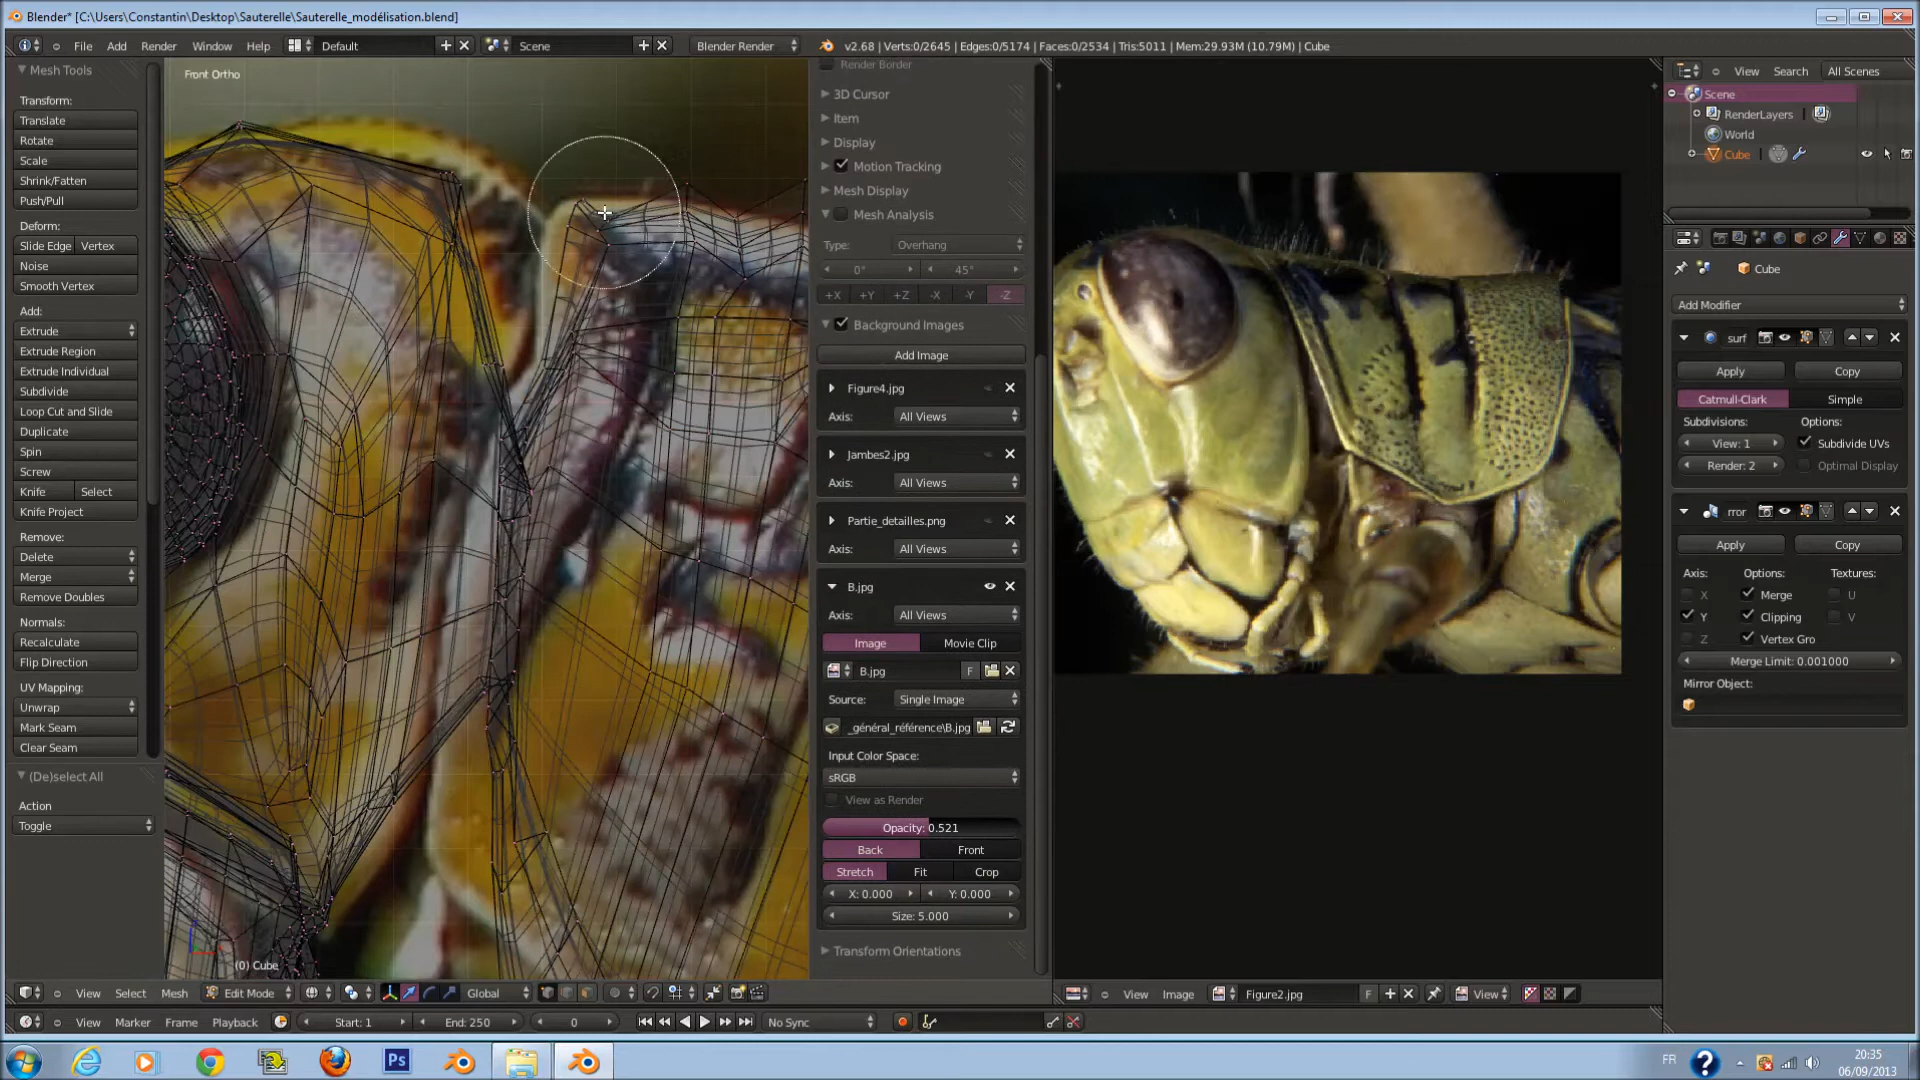 Blender* [C:\Users\Constantin\Desktop\Sauterelle\Sauterelle_modélisation.blend]
File Add Render Window Help Default Scene Blender Render v2.68 | Verts:0/2645 | Edges:0/5174 | Faces:0/2534 | Tris:5011 | Mem:29.93M (10.79M) | Cube
Mesh Tools
Transform:
Translate
Rotate
Scale
Shrink/Fatten
Push/Pull
Deform:
Slide Edge Vertex
Noise
Smooth Vertex
Add:
Extrude
Extrude Region
Extrude Individual
Subdivide
Loop Cut and Slide
Duplicate
Spin
Screw
Knife Select
Knife Project
Remove:
Delete
Merge
Remove Doubles
Normals:
Recalculate
Flip Direction
UV Mapping:
Unwrap
Mark Seam
Clear Seam
(De)select All
Action
Toggle
Front Ortho
(0) Cube
Render Border
3D Cursor
Item
Display
Motion Tracking
Mesh Display
Mesh Analysis
Type: Overhang
0° 45°
+X +Y +Z -X -Y -Z
Background Images
Add Image
Figure4.jpg
Axis: All Views
Jambes2.jpg
Axis: All Views
Partie_detailles.png
Axis: All Views
B.jpg
Axis: All Views
Image Movie Clip
B.jpg F
Source: Single Image
_général_référence\B.jpg
Input Color Space:
sRGB
View as Render
Opacity: 0.521
Back Front
Stretch Fit Crop
X: 0.000 Y: 0.000
Size: 5.000
Transform Orientations
View Search All Scenes
Scene
RenderLayers
World
Cube
Cube
Add Modifier
surf
Apply Copy
Catmull-Clark Simple
Subdivisions: Options:
View: 1 Subdivide UVs
Render: 2 Optimal Display
rror
Apply Copy
Axis: Options: Textures:
X Merge U
Y Clipping V
Z Vertex Gro
Merge Limit: 0.001000
Mirror Object:
View Select Mesh Edit Mode Global
View Image Figure2.jpg F View
View Marker Frame Playback Start: 1 End: 250 0 No Sync
Ps
FR
20:35
06/09/2013